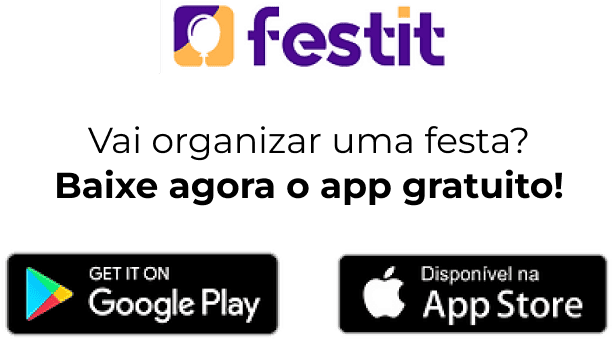 festit
Vai organizar uma festa?
Baixe agora o app gratuito!
GET IT ON
Google Play
Disponível na
App Store